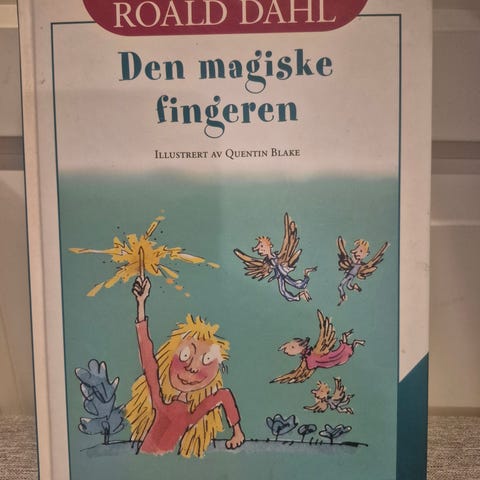 ROALD DAHL
Den magiske
fingeren
ILLUSTRERT AV QUENTIN BLAKE